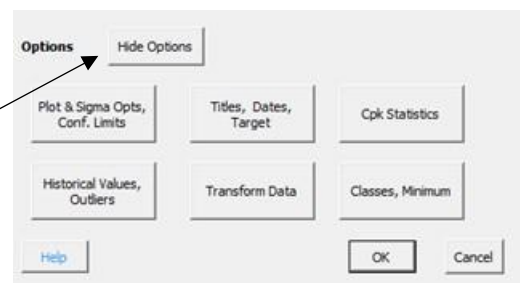 Options Hide Options
Plot & Sigma Opts, Titles, Dates, Cpk Statistics
Conf. Limits Target
Historical Values, Transform Data Classes, Minimum
Outliers
Help OK Cancel